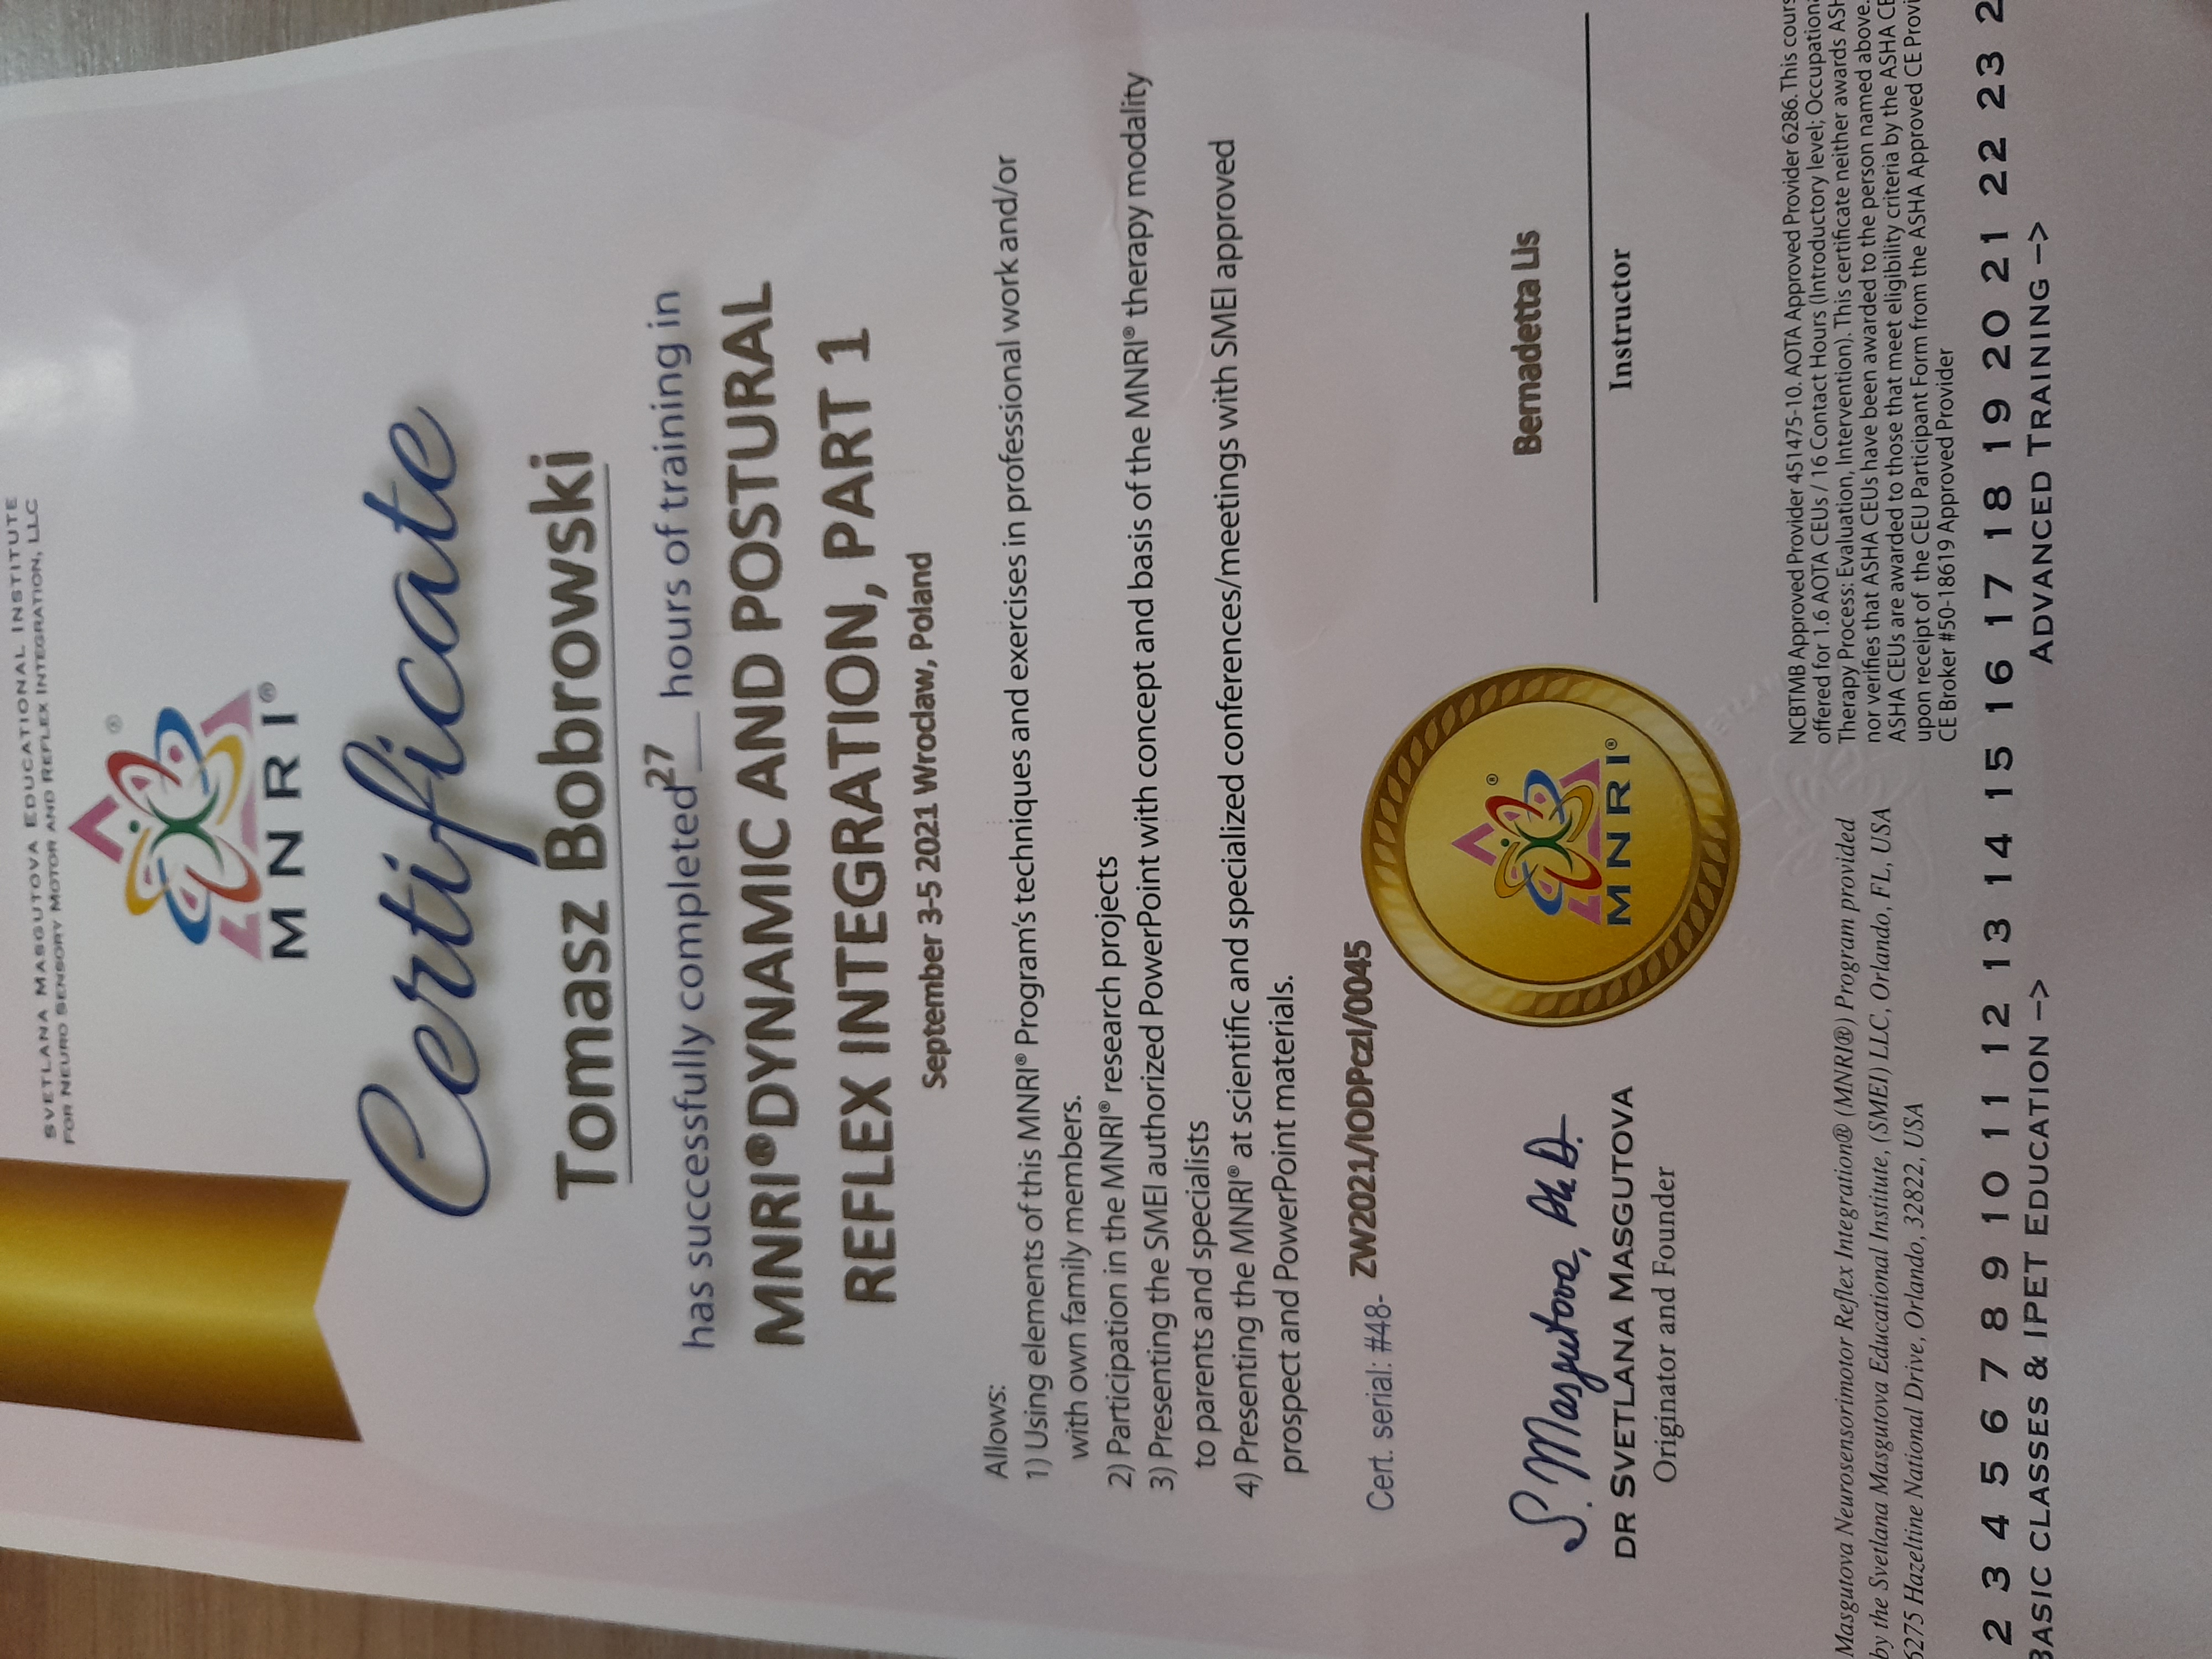 SVETLANA MASGUTOVA EDUCATIONAL INSTITUTE
FOR NEURO SENSORY MOTOR AND REFLEX INTEGRATION, LLC
®
MNRI®
Certificate
Tomasz Bobrowski
has successfully completed 27 hours of training in
MNRI® DYNAMIC AND POSTURAL
REFLEX INTEGRATION, PART 1
September 3-5 2021 Wroclaw, Poland
Allows:
1) Using elements of this MNRI® Program's techniques and exercises in professional work and/or
with own family members.
2) Participation in the MNRI® research projects
3) Presenting the SMEI authorized PowerPoint with concept and basis of the MNRI® therapy modality
to parents and specialists
4) Presenting the MNRI® at scientific and specialized conferences/meetings with SMEI approved
prospect and PowerPoint materials.
Cert. serial: #48- ZW2021/IODPczI/0045
S. Masgutova, Ph D.
DR SVETLANA MASGUTOVA
Originator and Founder
®
MNRI®
Bernadetta Lis
Instructor
Masgutova Neurosensorimotor Reflex Integration® (MNRI®) Program provided
by the Svetlana Masgutova Educational Institute, (SMEI) LLC, Orlando, FL, USA
6275 Hazeltine National Drive, Orlando, 32822, USA
NCBTMB Approved Provider 451475-10. AOTA Approved Provider 6286. This cours
offered for 1.6 AOTA CEUs / 16 Contact Hours (Introductory level; Occupationa
Therapy Process: Evaluation, Intervention). This certificate neither awards ASH
nor verifies that ASHA CEUs have been awarded to the person named above.
ASHA CEUs are awarded to those that meet eligibility criteria by the ASHA CE
upon receipt of the CEU Participant Form from the ASHA Approved CE Provi
CE Broker #50-18619 Approved Provider
2 3 4 5 6 7 8 9 10 11 12 13 14 15 16 17 18 19 20 21 22 23 2
BASIC CLASSES & IPET EDUCATION --> ADVANCED TRAINING -->